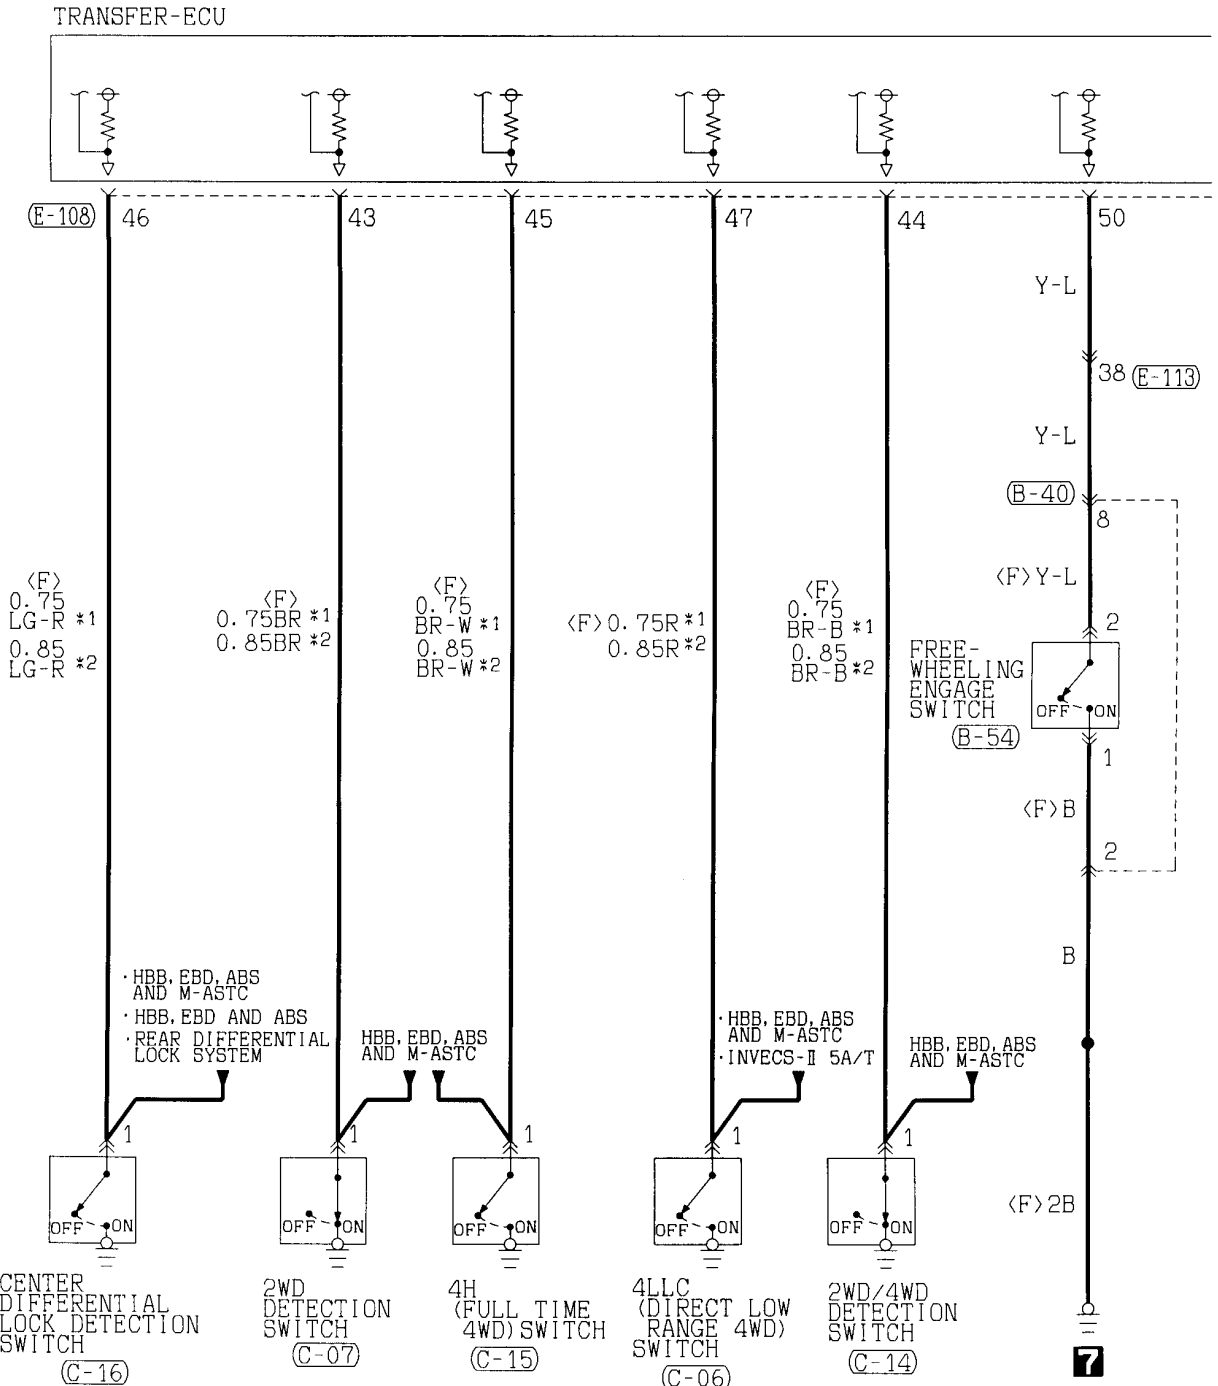 TRANSFER-ECU
E-108
46
43
45
47
44
50
Y-L
38
E-113
Y-L
B-40
8
<F>Y-L
<F>
0.75
LG-R *1
0.85
LG-R *2
<F>
0.75BR *1
0.85BR *2
<F>
0.75
BR-W *1
0.85
BR-W *2
<F>0.75R *1
0.85R *2
<F>
0.75
BR-B *1
0.85
BR-B *2
2
FREE-
WHEELING
ENGAGE
SWITCH
B-54
OFF
ON
1
<F>B
2
B
·HBB, EBD, ABS
AND M-ASTC
·HBB, EBD AND ABS
·REAR DIFFERENTIAL
LOCK SYSTEM
HBB, EBD, ABS
AND M-ASTC
·HBB, EBD, ABS
AND M-ASTC
·INVECS-Ⅱ 5A/T
HBB, EBD, ABS
AND M-ASTC
1
1
1
1
1
OFF
ON
OFF
ON
OFF
ON
OFF
ON
OFF
ON
<F>2B
CENTER
DIFFERENTIAL
LOCK DETECTION
SWITCH
C-16
2WD
DETECTION
SWITCH
C-07
4H
(FULL TIME
4WD) SWITCH
C-15
4LLC
(DIRECT LOW
RANGE 4WD)
SWITCH
C-06
2WD/4WD
DETECTION
SWITCH
C-14
7